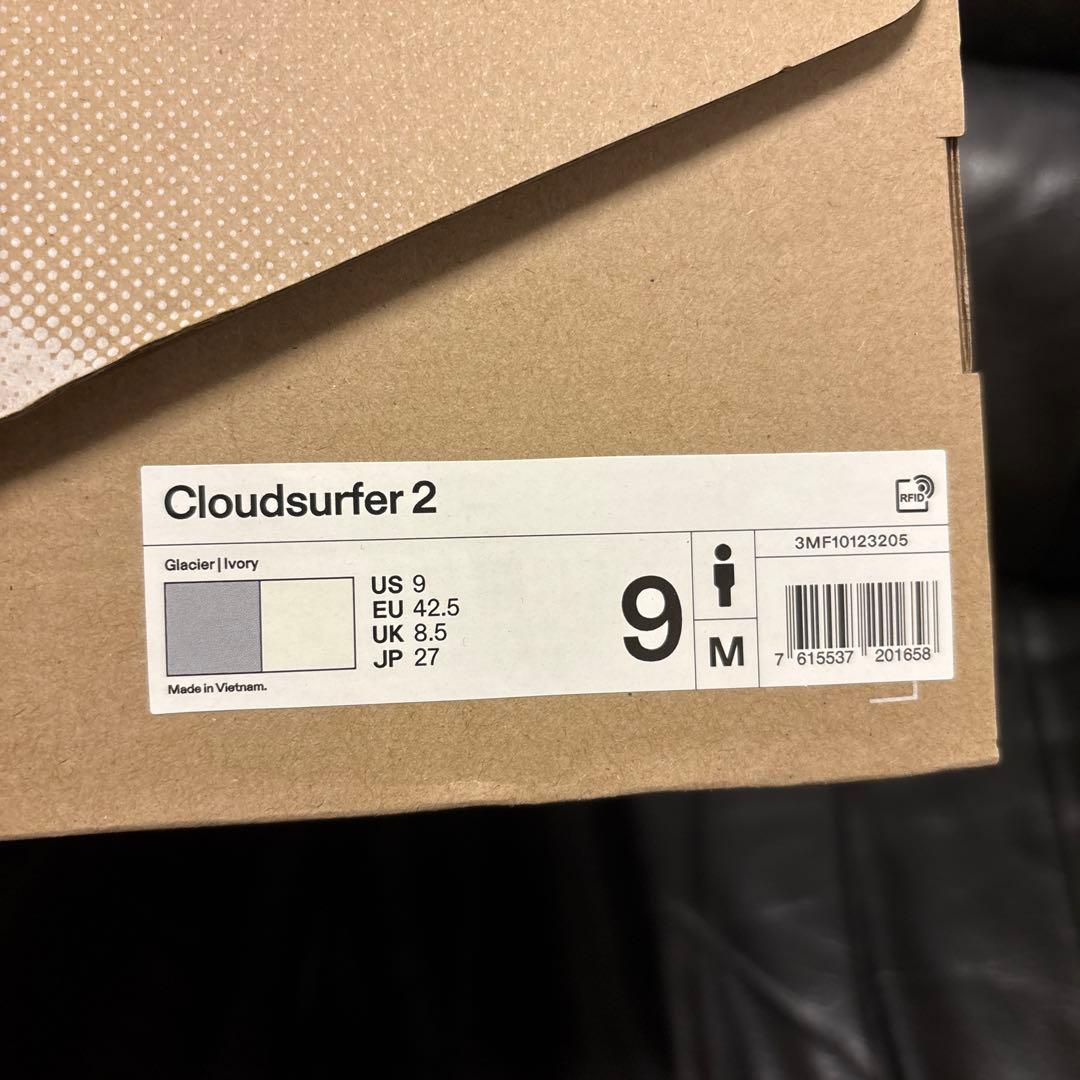 Cloudsurfer 2
RFID
Glacier | Ivory
US 9
EU 42.5
UK 8.5
JP 27
Made in Vietnam.
9
M
3MF10123205
7 615537 201658